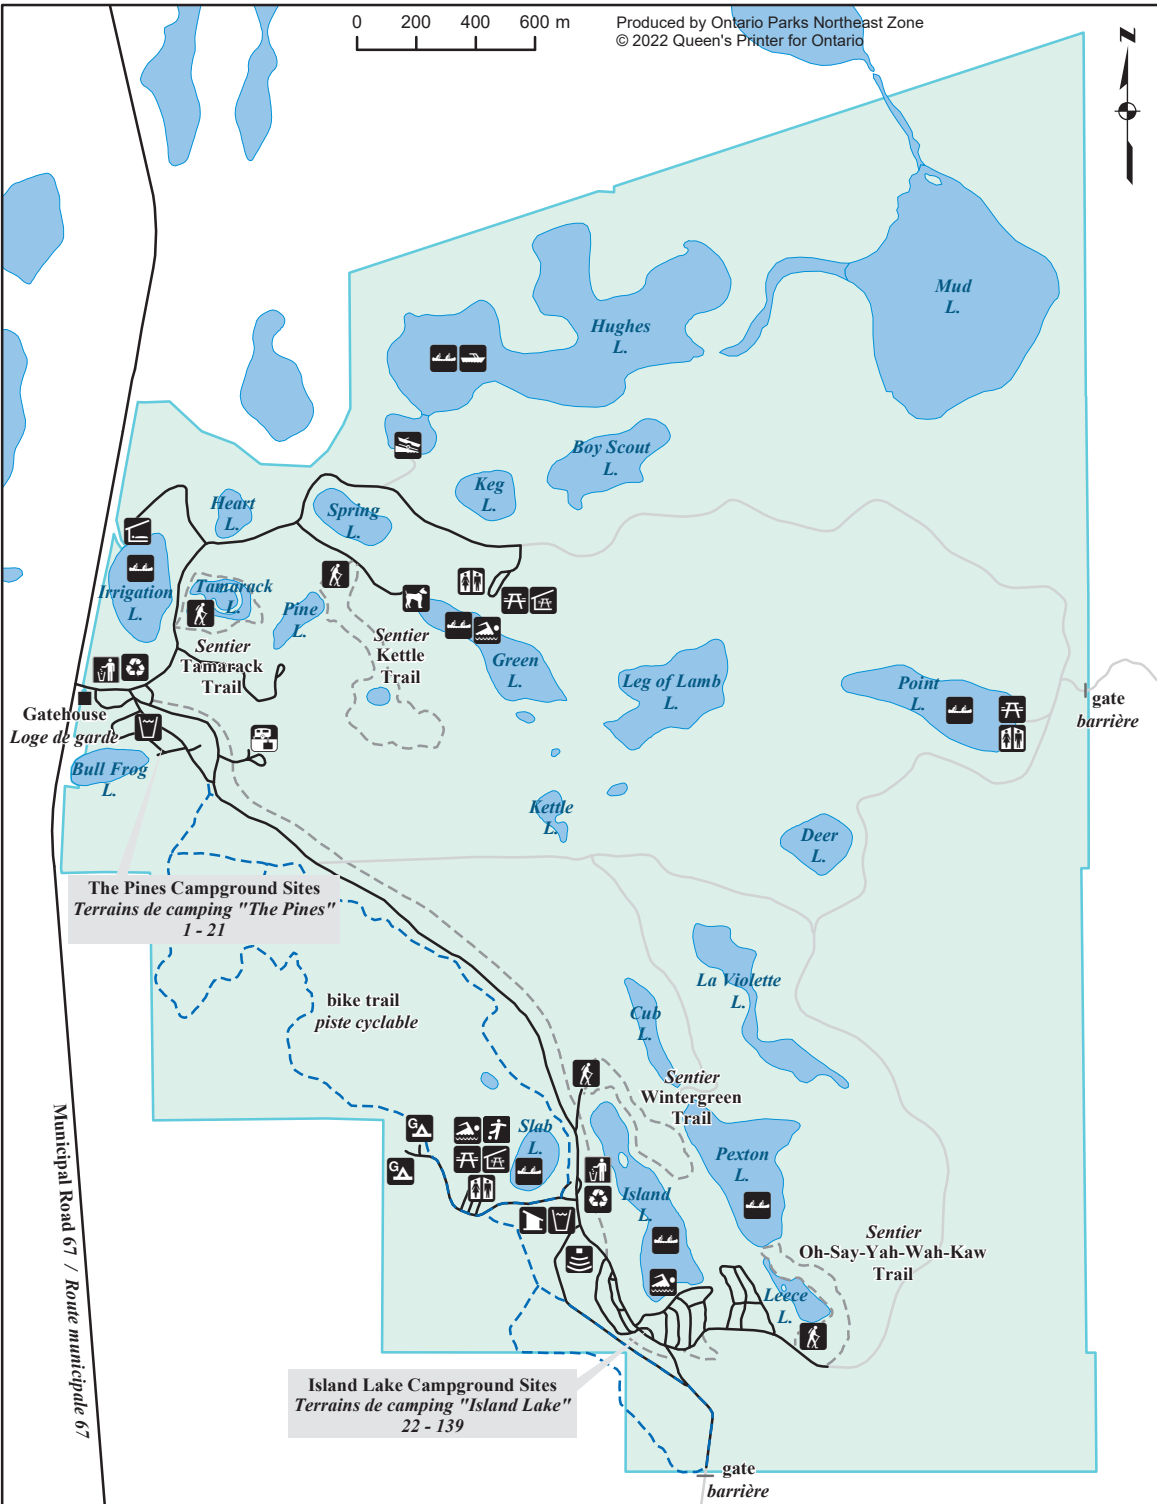 0 200 400 600 m
Produced by Ontario Parks Northeast Zone
© 2022 Queen's Printer for Ontario
N
Mud
L.
Hughes
L.
Boy Scout
L.
Keg
L.
Heart
L.
Spring
L.
Irrigation
L.
Tamarack
L.
Pine
L.
Sentier
Tamarack
Trail
Sentier
Kettle
Trail
Green
L.
Leg of Lamb
L.
Point
L.
gate
barrière
Gatehouse
Loge de garde
Bull Frog
L.
Kettle
L.
Deer
L.
The Pines Campground Sites
Terrains de camping "The Pines"
1 - 21
La Violette
L.
bike trail
piste cyclable
Cub
L.
Sentier
Wintergreen
Trail
G
G
Slab
L.
Pexton
L.
Island
L.
Sentier
Oh-Say-Yah-Wah-Kaw
Trail
Leece
L.
Municipal Road 67 / Route municipale 67
Island Lake Campground Sites
Terrains de camping "Island Lake"
22 - 139
gate
barrière